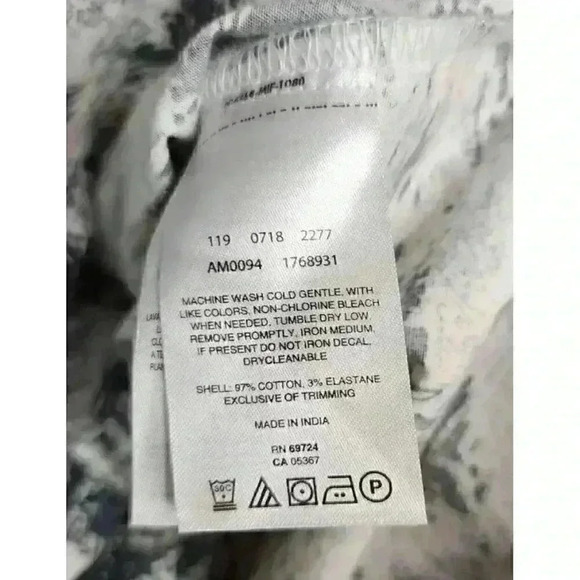 119 0718 2277
AM0094 1768931
MACHINE WASH COLD GENTLE, WITH
LIKE COLORS, NON-CHLORINE BLEACH
WHEN NEEDED, TUMBLE DRY LOW
REMOVE PROMPTLY, IRON MEDIUM.
IF PRESENT DO NOT IRON DECAL,
DRYCLEANABLE
SHELL: 97% COTTON, 3% ELASTANE
EXCLUSIVE OF TRIMMING
MADE IN INDIA
RN 69724
CA 05367
P